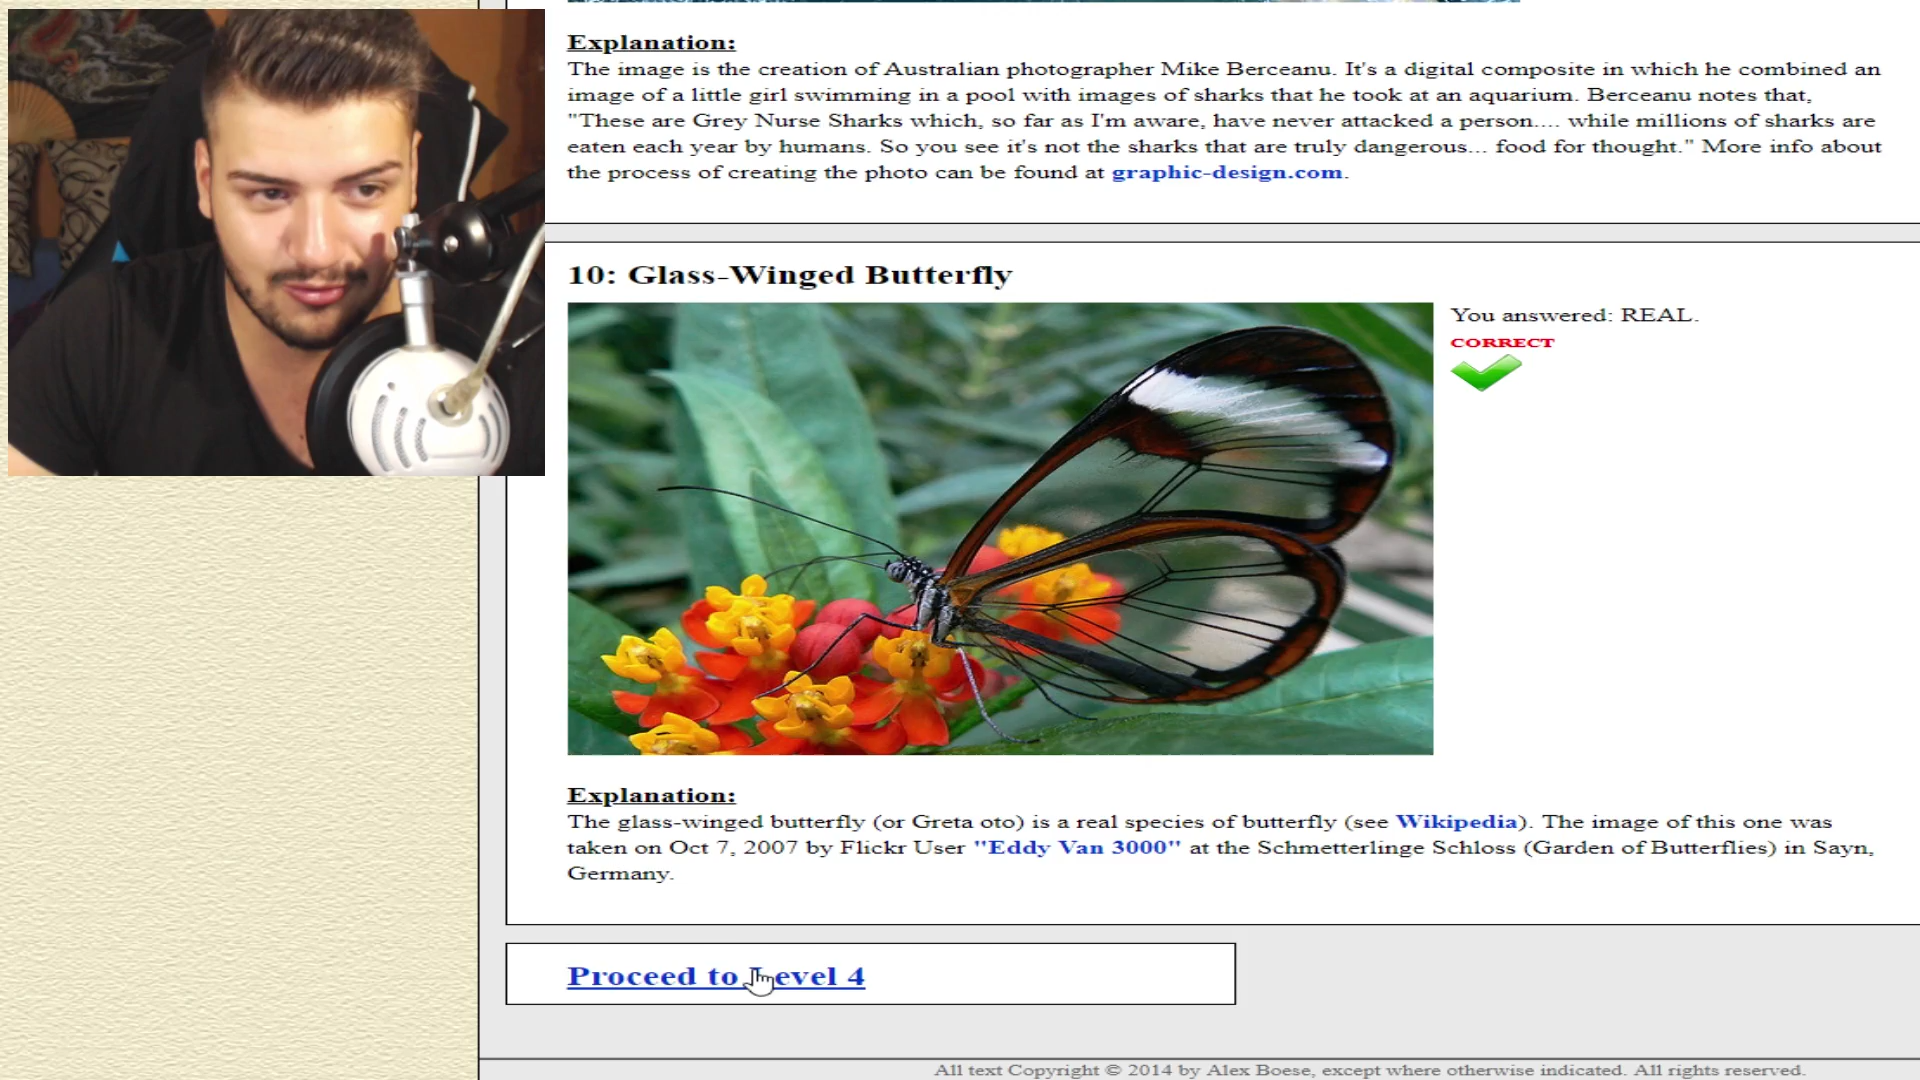 Explanation:
The image is the creation of Australian photographer Mike Berceanu. It's a digital composite in which he combined an
image of a little girl swimming in a pool with images of sharks that he took at an aquarium. Berceanu notes that,
"These are Grey Nurse Sharks which, so far as I'm aware, have never attacked a person.... while millions of sharks are
eaten each year by humans. So you see it's not the sharks that are truly dangerous... food for thought." More info about
the process of creating the photo can be found at graphic-design.com.
10: Glass-Winged Butterfly
You answered: REAL.
CORRECT
Explanation:
The glass-winged butterfly (or Greta oto) is a real species of butterfly (see Wikipedia). The image of this one was
taken on Oct 7, 2007 by Flickr User "Eddy Van 3000" at the Schmetterlinge Schloss (Garden of Butterflies) in Sayn,
Germany.
Proceed to Level 4
All text Copyright © 2014 by Alex Boese, except where otherwise indicated. All rights reserved.